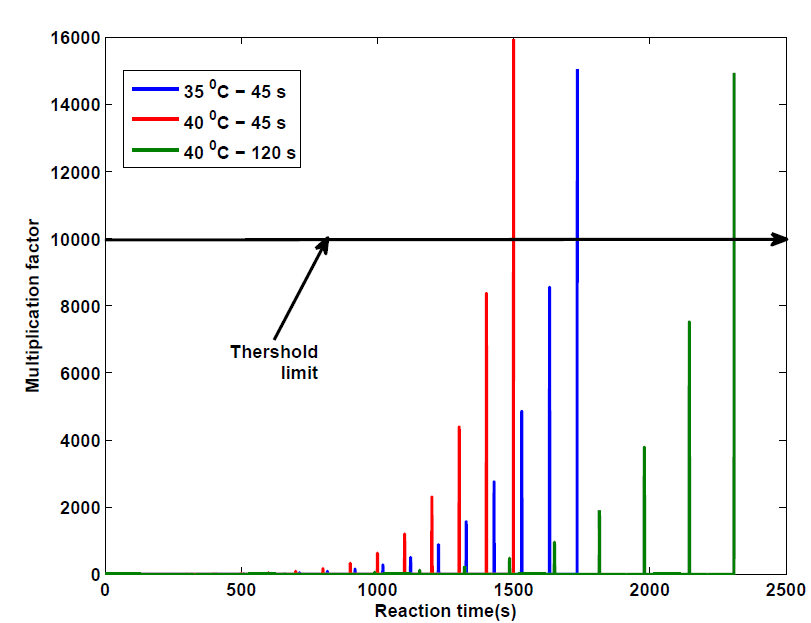 16000
14000
12000
10000
8000
6000
4000
2000
0
Multiplication factor
35 ⁰C − 45 s
40 ⁰C − 45 s
40 ⁰C − 120 s
Thershold
limit
0 500 1000 1500 2000 2500
Reaction time(s)